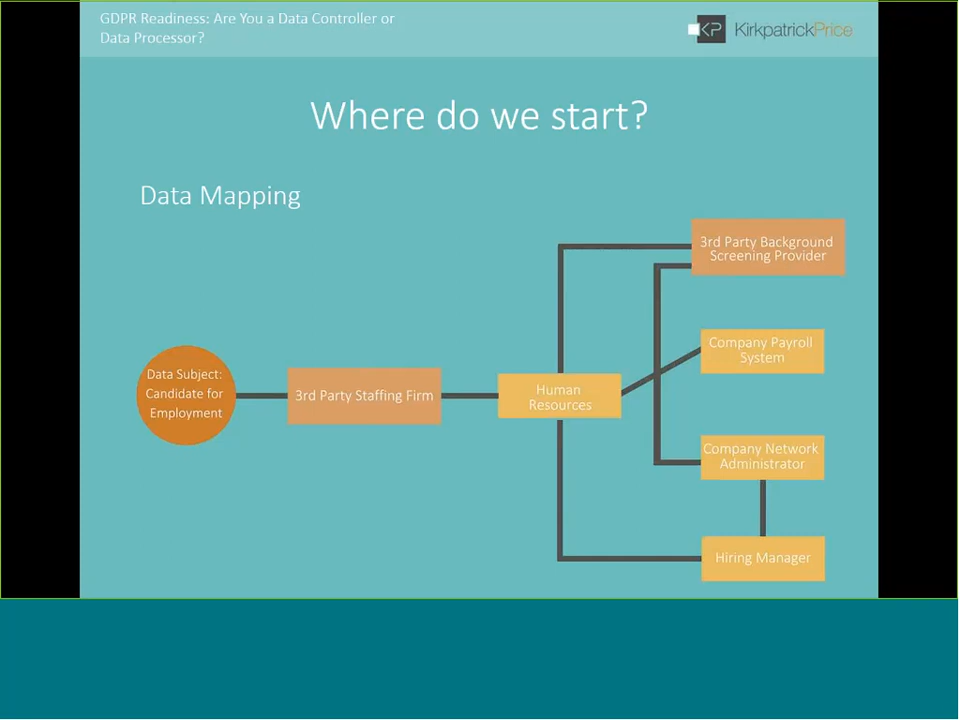 GDPR Readiness: Are You a Data Controller or
Data Processor?
KP KirkpatrickPrice
Where do we start?
Data Mapping
3rd Party Background
Screening Provider
Company Payroll
System
Data Subject:
Candidate for
Employment
3rd Party Staffing Firm
Human
Resources
Company Network
Administrator
Hiring Manager